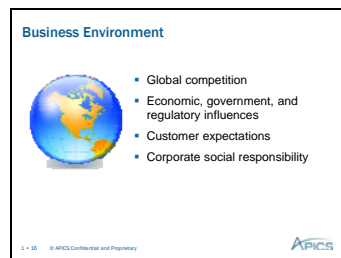 Business Environment
▪ Global competition
▪ Economic, government, and
regulatory influences
▪ Customer expectations
▪ Corporate social responsibility
1 • 16 © APICS Confidential and Proprietary
APICS